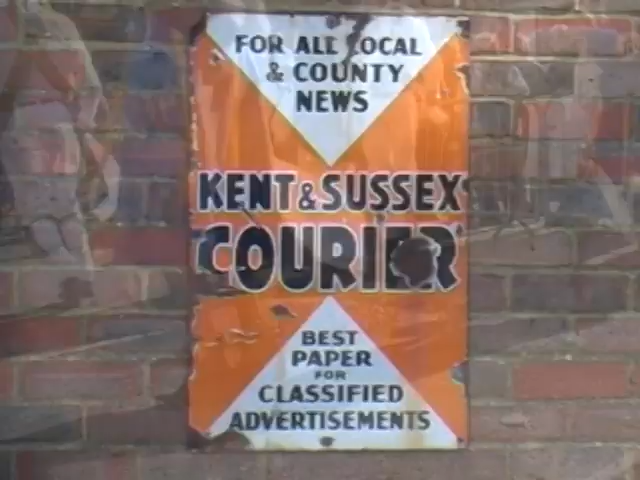 FOR ALL LOCAL
& COUNTY
NEWS
KENT & SUSSEX
COURIER
BEST
PAPER
FOR
CLASSIFIED
ADVERTISEMENTS